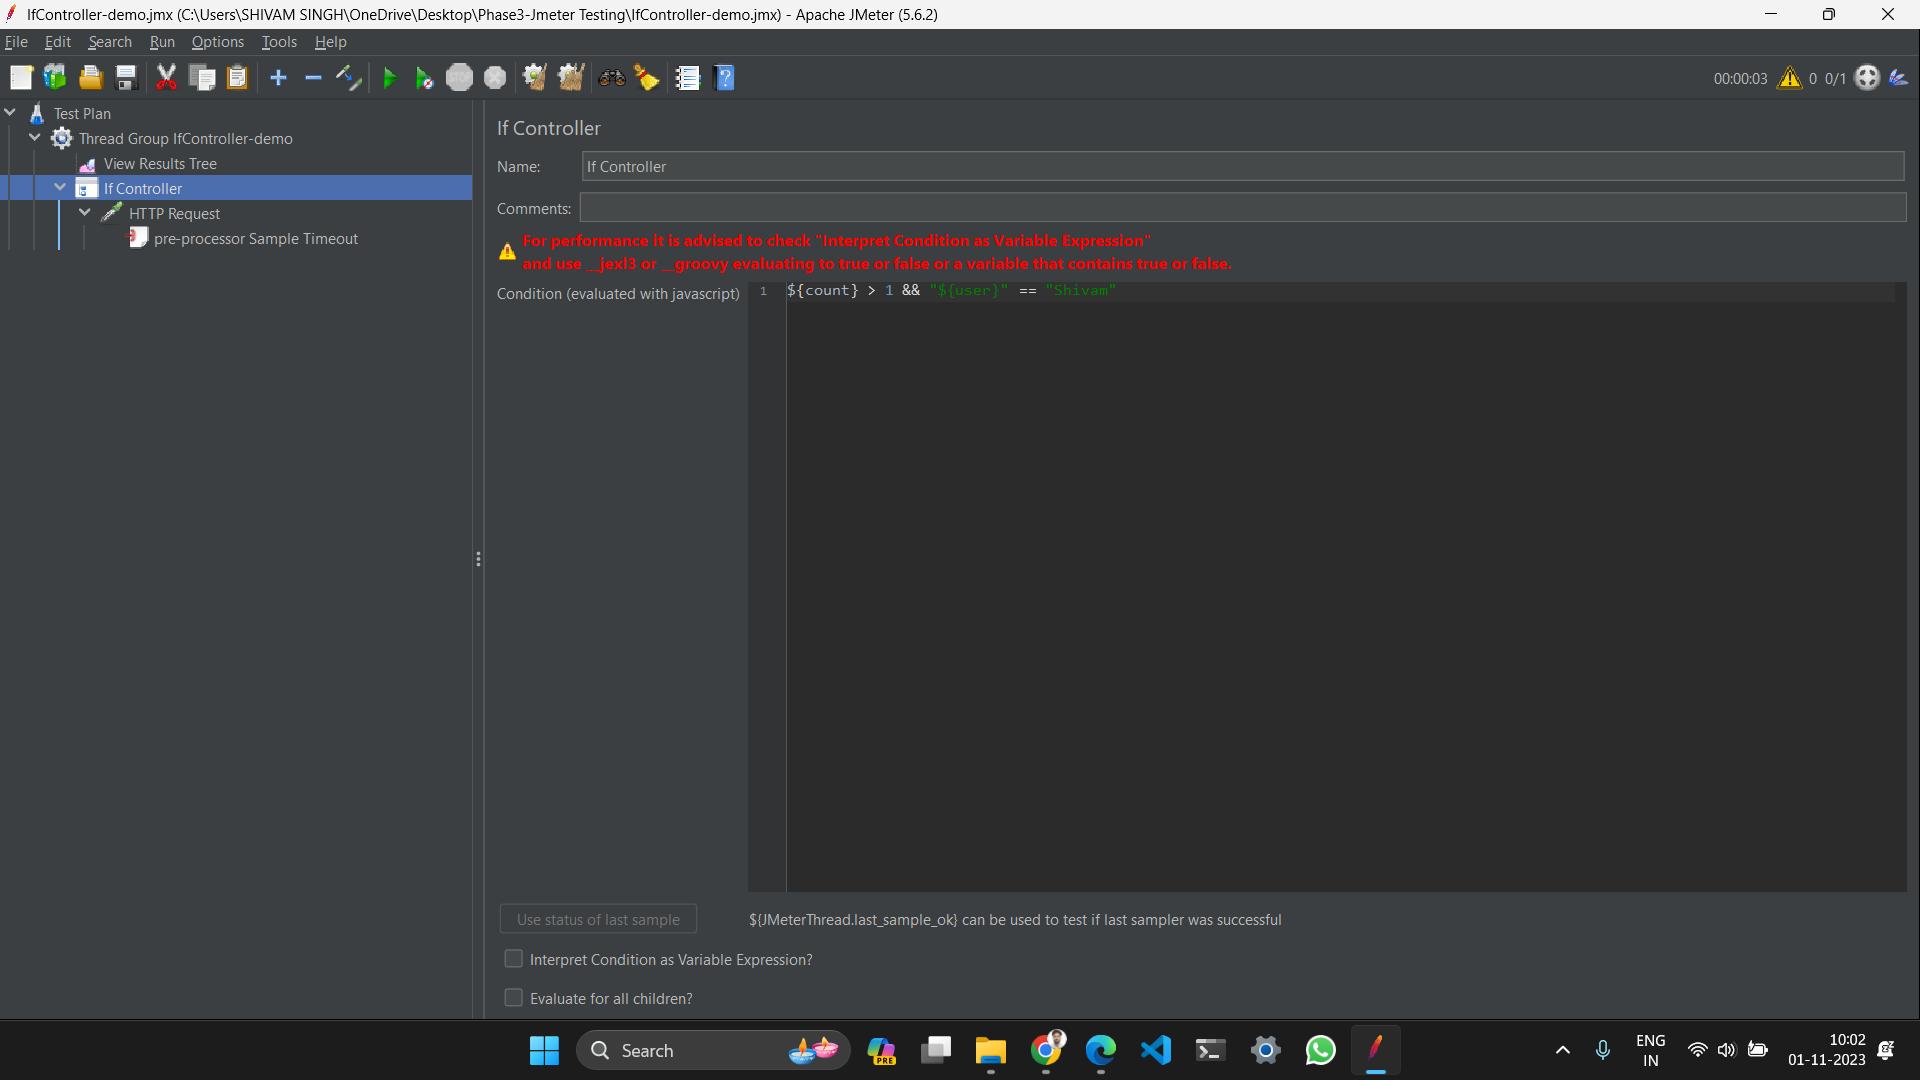 IfController-demo.jmx (C:\Users\SHIVAM SINGH\OneDrive\Desktop\Phase3-Jmeter Testing\IfController-demo.jmx) - Apache JMeter (5.6.2)
File Edit Search Run Options Tools Help
STOP
00:00:03 0 0/1
Test Plan
Thread Group IfController-demo
View Results Tree
If Controller
HTTP Request
pre-processor Sample Timeout
If Controller
Name: If Controller
Comments:
For performance it is advised to check "Interpret Condition as Variable Expression"
and use __jexl3 or __groovy evaluating to true or false or a variable that contains true or false.
Condition (evaluated with javascript) 1 ${count} > 1 && "${user}" == "Shivam"
Use status of last sample ${JMeterThread.last_sample_ok} can be used to test if last sampler was successful
Interpret Condition as Variable Expression?
Evaluate for all children?
Search
PRE
ENG
IN
10:02
01-11-2023